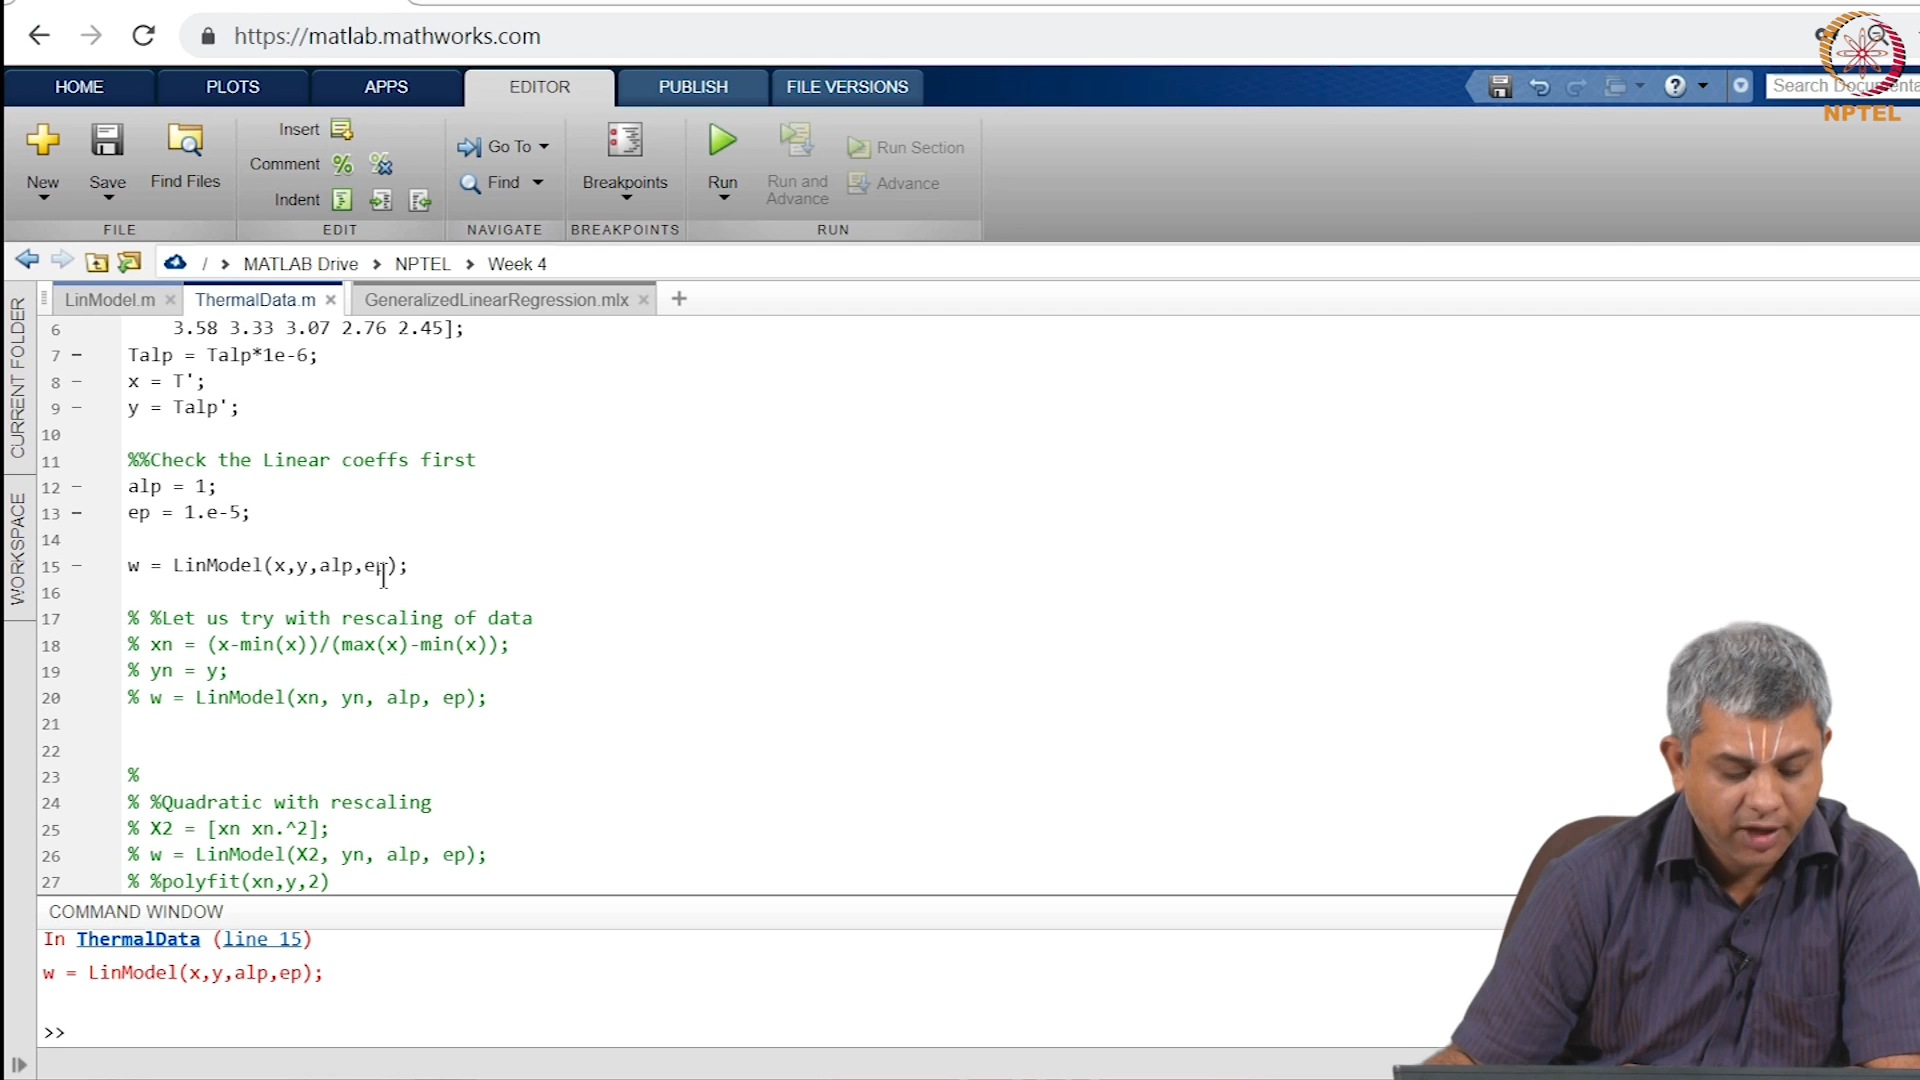 https://matlab.mathworks.com
NPTEL
HOME PLOTS APPS EDITOR PUBLISH FILE VERSIONS
Search
New Save Find Files
Insert
Comment
Indent
Go To
Find
Breakpoints
Run
Run and Advance
Run Section
Advance
FILE EDIT NAVIGATE BREAKPOINTS RUN
/ MATLAB Drive NPTEL Week 4
LinModel.m ThermalData.m GeneralizedLinearRegression.mlx
CURRENT FOLDER
WORKSPACE
6 3.58 3.33 3.07 2.76 2.45];
7 Talp = Talp*1e-6;
8 x = T';
9 y = Talp';
10
11 %%Check the Linear coeffs first
12 alp = 1;
13 ep = 1.e-5;
14
15 w = LinModel(x,y,alp,ep);
16
17 % %Let us try with rescaling of data
18 % xn = (x-min(x))/(max(x)-min(x));
19 % yn = y;
20 % w = LinModel(xn, yn, alp, ep);
21
22
23 %
24 % %Quadratic with rescaling
25 % X2 = [xn xn.^2];
26 % w = LinModel(X2, yn, alp, ep);
27 % %polyfit(xn,y,2)
COMMAND WINDOW
In ThermalData (line 15)
w = LinModel(x,y,alp,ep);
>>